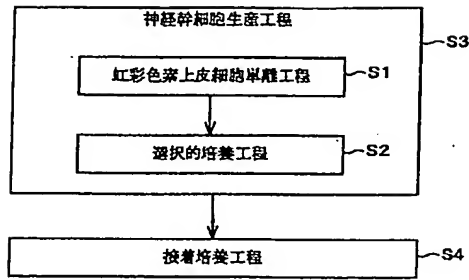 神経幹細胞生産工程
S3
虹彩色素上皮細胞単離工程
S1
選択的培養工程
S2
接着培養工程
S4